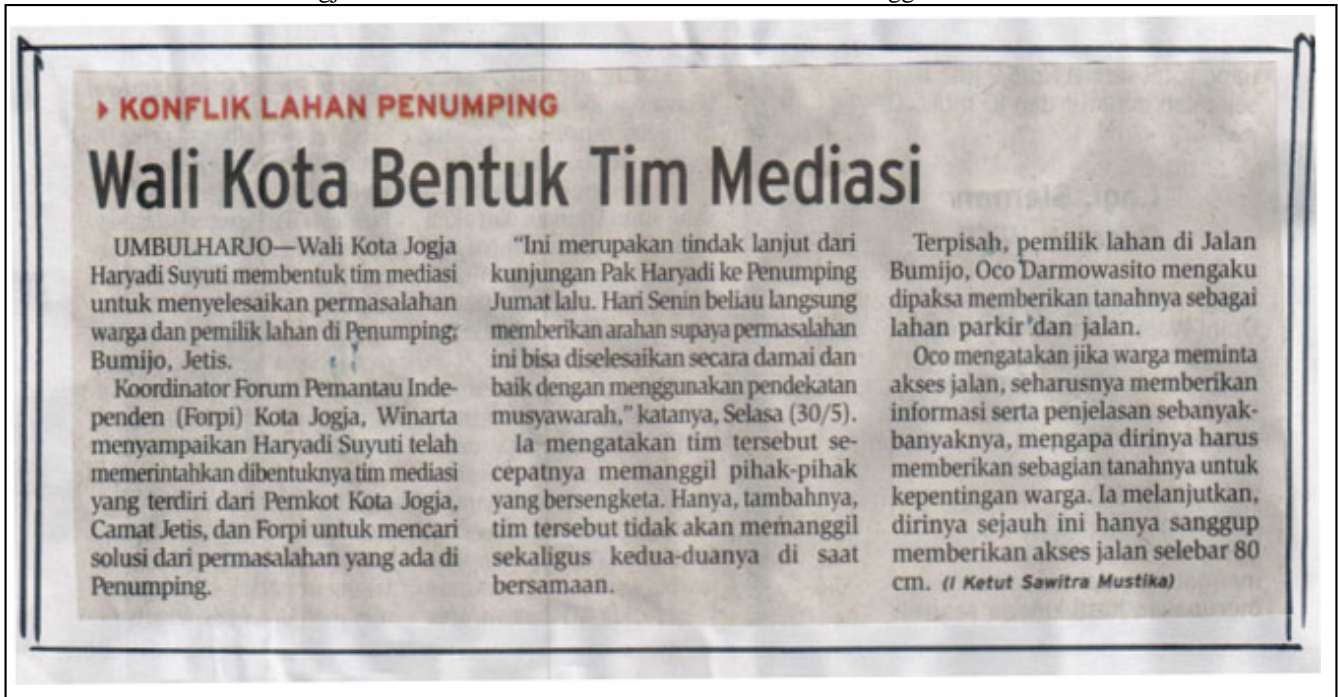 KONFLIK LAHAN PENUMPING
Wali Kota Bentuk Tim Mediasi
UMBULHARJO—Wali Kota Jogja
Haryadi Suyuti membentuk tim mediasi
untuk menyelesaikan permasalahan
warga dan pemilik lahan di Penumping,
Bumijo, Jetis.
Koordinator Forum Pemantau Inde-
penden (Forpi) Kota Jogja, Winarta
menyampaikan Haryadi Suyuti telah
memerintahkan dibentuknya tim mediasi
yang terdiri dari Pemkot Kota Jogja,
Camat Jetis, dan Forpi untuk mencari
solusi dari permasalahan yang ada di
Penumping.
"Ini merupakan tindak lanjut dari
kunjungan Pak Haryadi ke Penumping
Jumat lalu. Hari Senin beliau langsung
memberikan arahan supaya permasalahan
ini bisa diselesaikan secara damai dan
baik dengan menggunakan pendekatan
musyawarah," katanya, Selasa (30/5).
Ia mengatakan tim tersebut se-
cepatnya memanggil pihak-pihak
yang bersengketa. Hanya, tambahnya,
tim tersebut tidak akan memanggil
sekaligus kedua-duanya di saat
bersamaan.
Terpisah, pemilik lahan di Jalan
Bumijo, Oco Darmowasito mengaku
dipaksa memberikan tanahnya sebagai
lahan parkir dan jalan.
Oco mengatakan jika warga meminta
akses jalan, seharusnya memberikan
informasi serta penjelasan sebanyak-
banyaknya, mengapa dirinya harus
memberikan sebagian tanahnya untuk
kepentingan warga. Ia melanjutkan,
dirinya sejauh ini hanya sanggup
memberikan akses jalan selebar 80
cm. (I Ketut Sawitra Mustika)